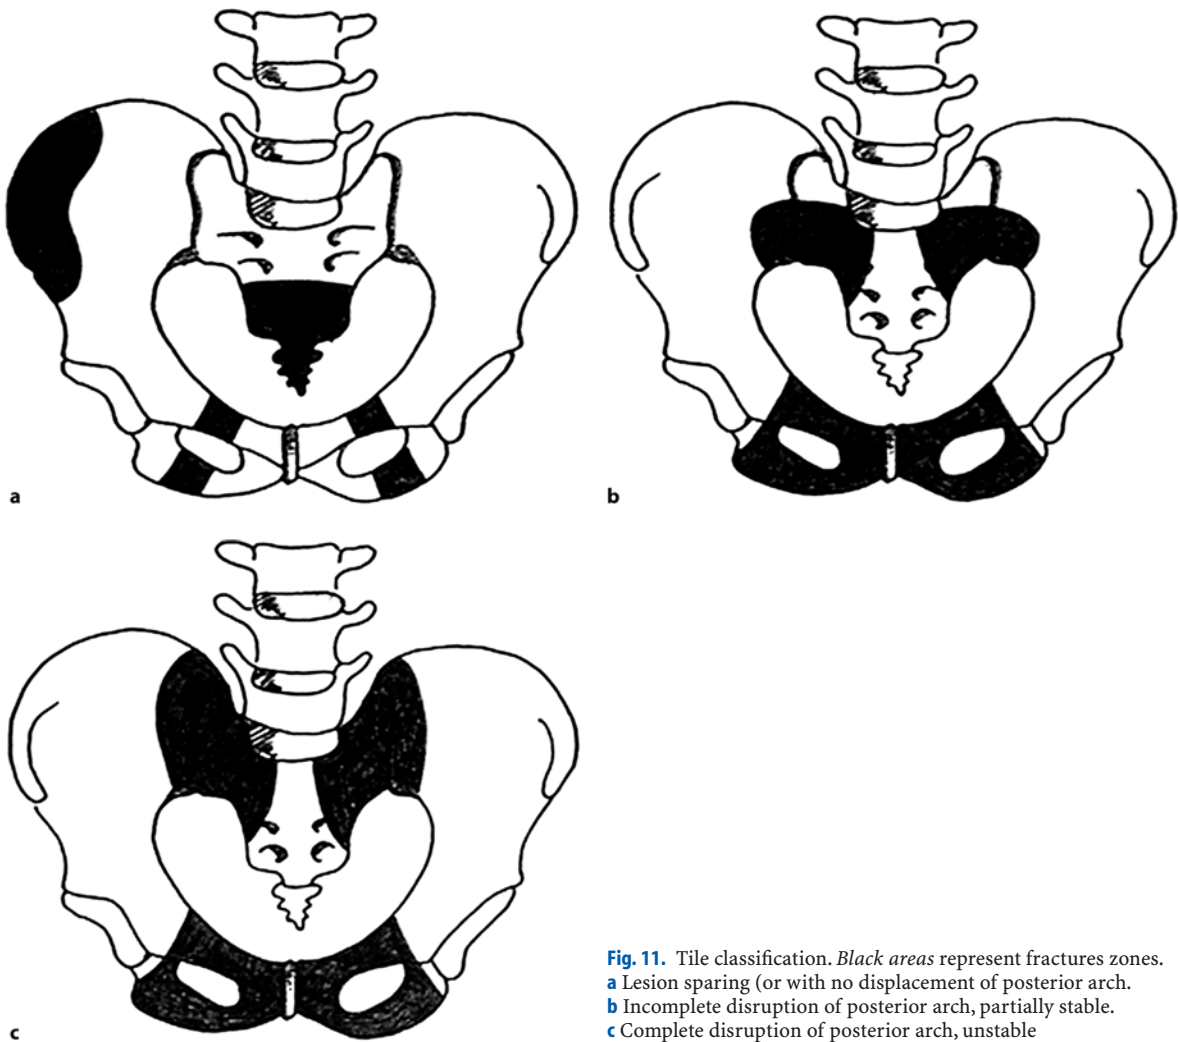 a
b
c
Fig. 11. Tile classification. Black areas represent fractures zones.
a Lesion sparing (or with no displacement of posterior arch.
b Incomplete disruption of posterior arch, partially stable.
c Complete disruption of posterior arch, unstable